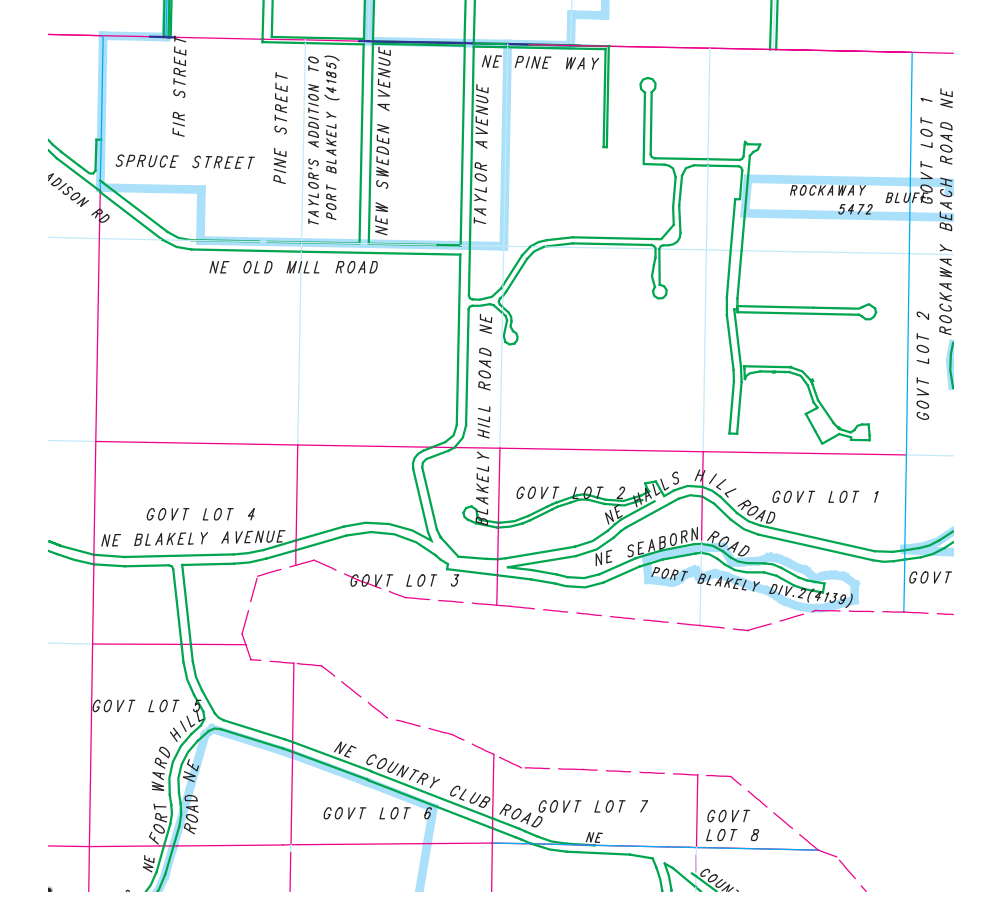 NE PINE WAY
FIR STREET
PINE STREET
TAYLOR'S ADDITION TO
PORT BLAKELY (4185)
NEW SWEDEN AVENUE
TAYLOR AVENUE
GOVT LOT 1
ROCKAWAY BEACH ROAD NE
SPRUCE STREET
ROCKAWAY BLUFF
5472
ADISON RD
NE OLD MILL ROAD
BLAKELY HILL ROAD NE
GOVT LOT 2
GOVT LOT 2
NE HALLS HILL ROAD
GOVT LOT 1
GOVT LOT 4
NE BLAKELY AVENUE
NE SEABORN ROAD
GOVT LOT 3
PORT BLAKELY DIV.2(4139)
GOVT
GOVT LOT 5
NE FORT WARD HILL
ROAD NE
NE COUNTRY CLUB ROAD
GOVT LOT 6
GOVT LOT 7
GOVT
LOT 8
NE
COUN